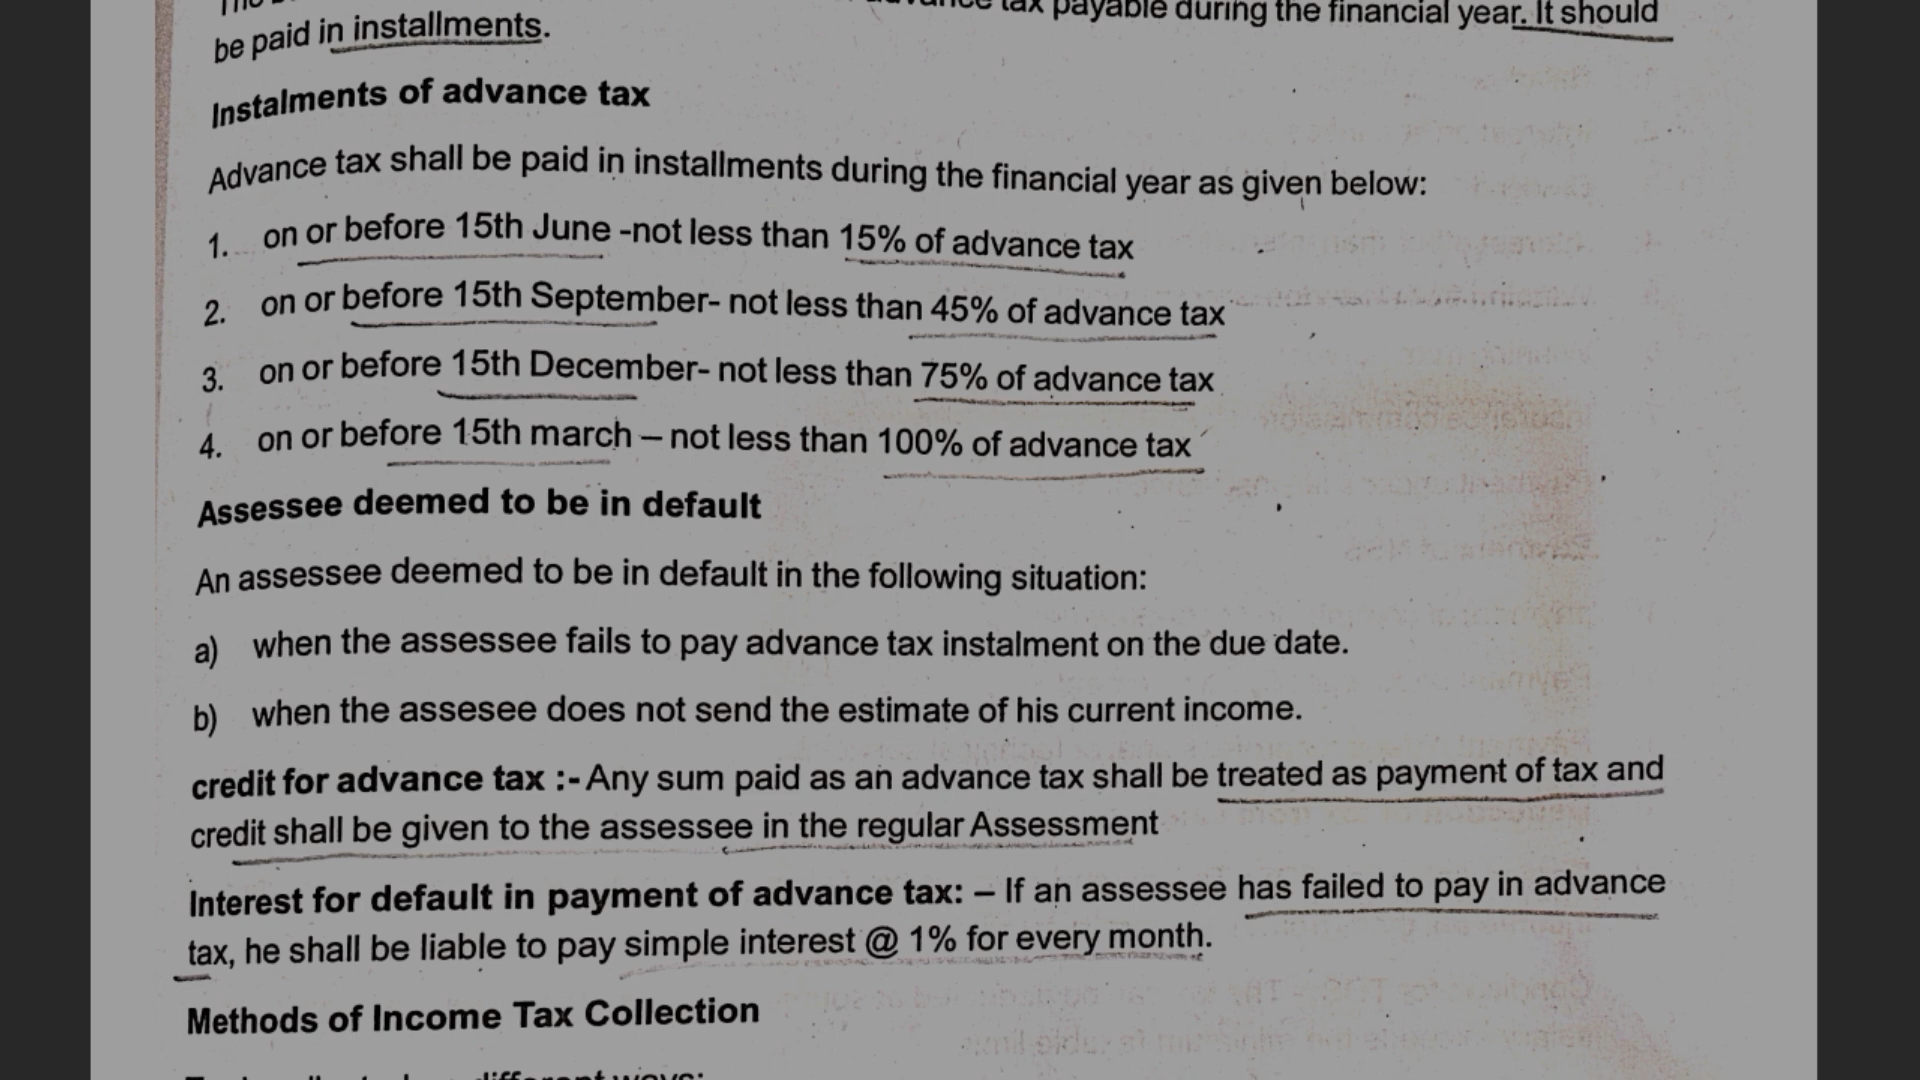 tax payable during the financial year. It should
be paid in installments.
Instalments of advance tax
Advance tax shall be paid in installments during the financial year as given below:
1. on or before 15th June -not less than 15% of advance tax
2. on or before 15th September- not less than 45% of advance tax
3. on or before 15th December- not less than 75% of advance tax
4. on or before 15th march – not less than 100% of advance tax
Assessee deemed to be in default
An assessee deemed to be in default in the following situation:
a) when the assessee fails to pay advance tax instalment on the due date.
b) when the assesee does not send the estimate of his current income.
credit for advance tax :- Any sum paid as an advance tax shall be treated as payment of tax and
credit shall be given to the assessee in the regular Assessment
Interest for default in payment of advance tax: – If an assessee has failed to pay in advance
tax, he shall be liable to pay simple interest @ 1% for every month.
Methods of Income Tax Collection